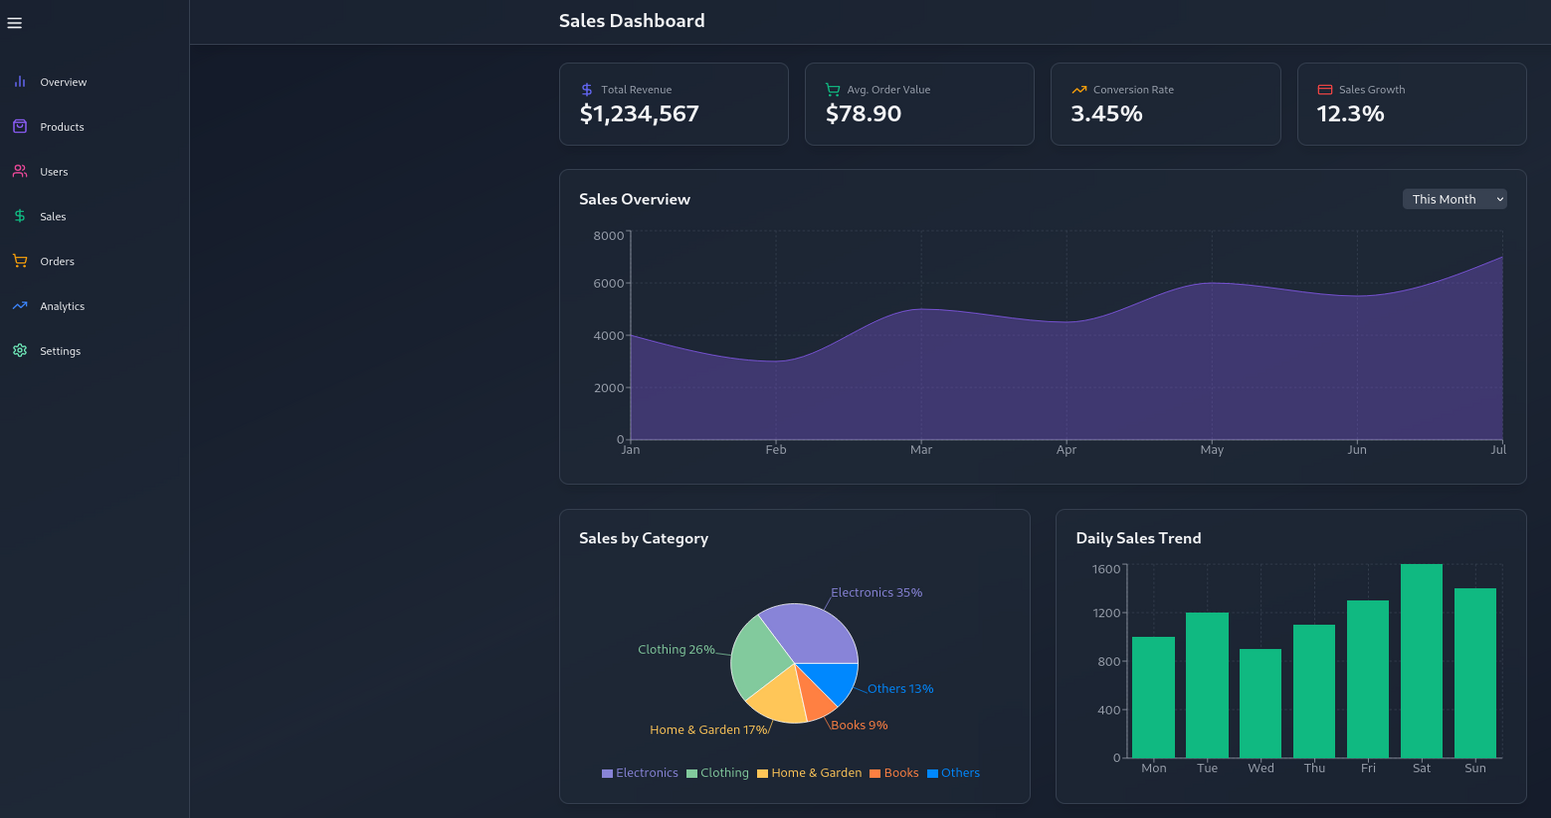 Sales Dashboard
Overview
Products
Users
Sales
Orders
Analytics
Settings
Total Revenue
$1,234,567
Avg. Order Value
$78.90
Conversion Rate
3.45%
Sales Growth
12.3%
Sales Overview
This Month
8000
6000
4000
2000
0
Jan Feb Mar Apr May Jun Jul
Sales by Category
Electronics 35%
Clothing 26%
Others 13%
Books 9%
Home & Garden 17%
Electronics Clothing Home & Garden Books Others
Daily Sales Trend
1600
1200
800
400
0
Mon Tue Wed Thu Fri Sat Sun